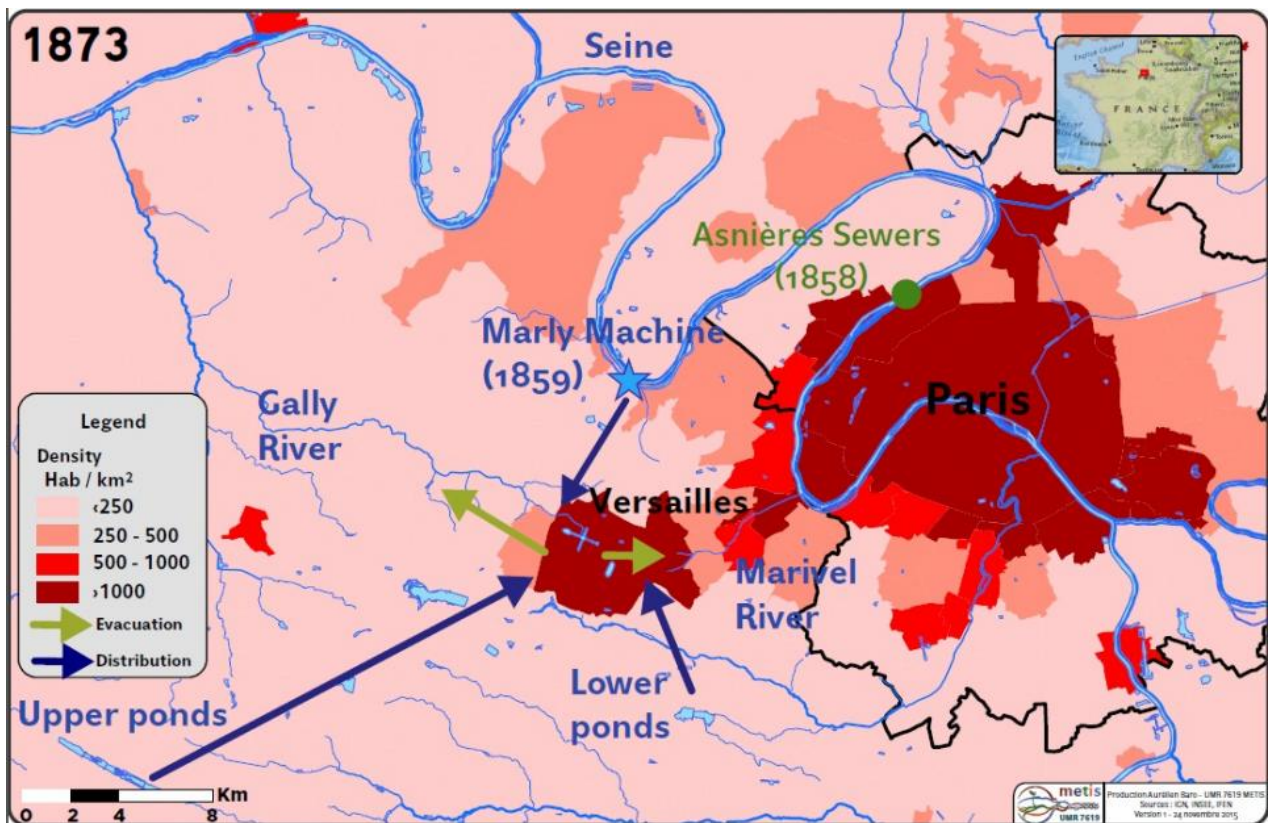 1873
Seine
English Channel
FRANCE
Asnières Sewers
(1858)
Marly Machine
(1859)
Paris
Gally
River
Versailles
Marivel
River
Lower
ponds
Upper ponds
Legend
Density
Hab / km²
‹250
250 - 500
500 - 1000
›1000
Evacuation
Distribution
0 2 4 8 Km
metis
UMR 7619
Production Aurélien Baro - UMR 7619 METIS
Sources : IGN, INSEE, IFEN
Version 1 - 24 novembre 2015